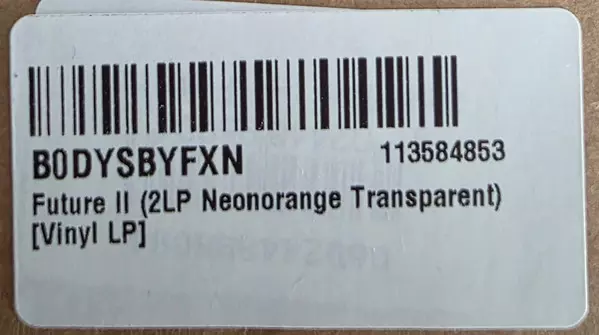 B0DYSBYFXN 113584853
Future II (2LP Neonorange Transparent)
[Vinyl LP]